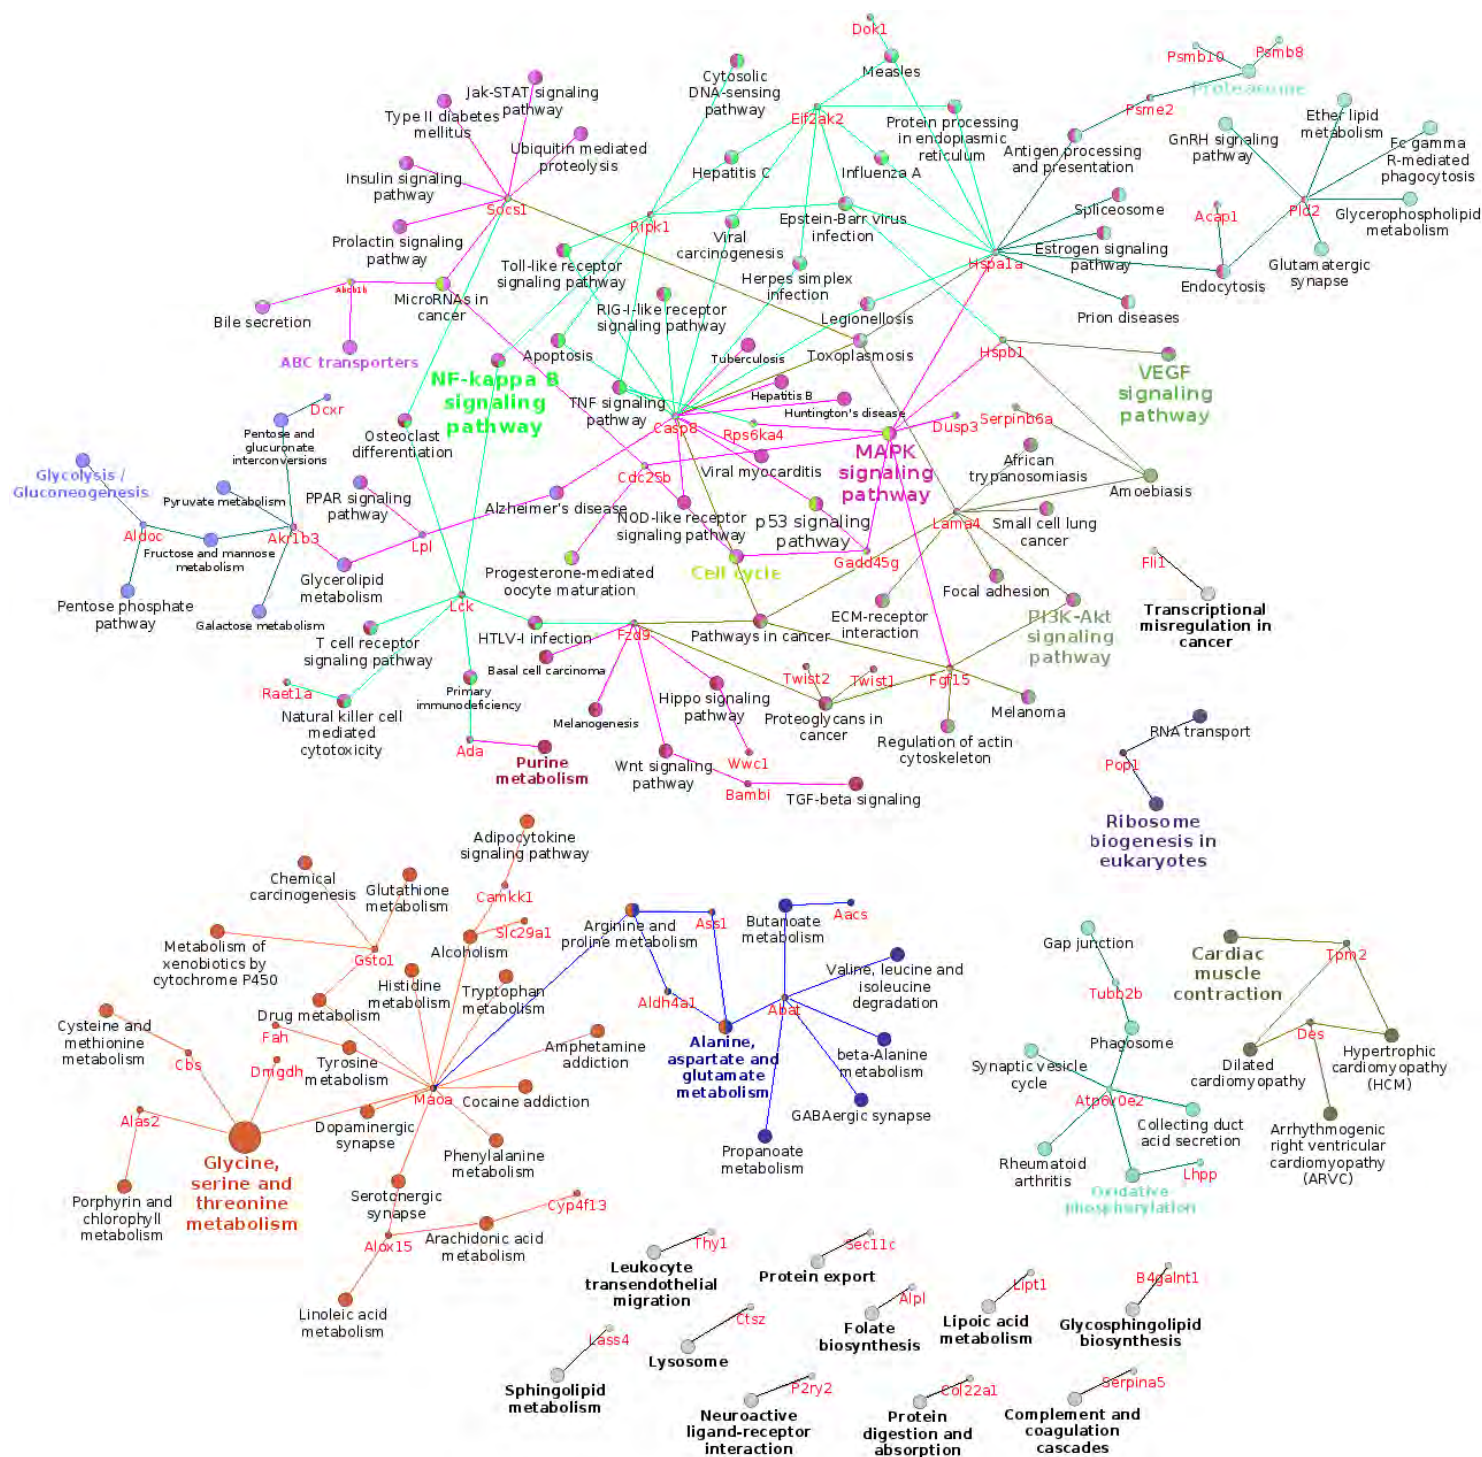 Dok1
Psmb10
Psmb8
Measles
Cytosolic
DNA-sensing
pathway
Jak-STAT signaling
pathway
Type II diabetes
mellitus
Proteasome
Psme2
Eif2ak2
Protein processing
in endoplasmic
reticulum
Ether lipid
metabolism
GnRH signaling
pathway
Fc gamma
R-mediated
phagocytosis
Ubiquitin mediated
proteolysis
Insulin signaling
pathway
Hepatitis C
Influenza A
Antigen processing
and presentation
Socs1
Ripk1
Epstein-Barr virus
infection
Spliceosome
Acap1
Pld2
Glycerophospholipid
metabolism
Prolactin signaling
pathway
Viral
carcinogenesis
Estrogen signaling
pathway
Hspa1a
Toll-like receptor
signaling pathway
Herpes simplex
infection
Endocytosis
Glutamatergic
synapse
Abcb1b
MicroRNAs in
cancer
Bile secretion
RIG-I-like receptor
signaling pathway
Legionellosis
Prion diseases
ABC transporters
Apoptosis
Tuberculosis
Toxoplasmosis
Hspb1
NF-kappa B
signaling
pathway
VEGF
signaling
pathway
Hepatitis B
Huntington's disease
TNF signaling
pathway
Dcxr
Casp8
Rps6ka4
Dusp3
Serpinb6a
Pentose and
glucuronate
interconversions
Osteoclast
differentiation
MAPK
signaling
pathway
African
trypanosomiasis
Glycolysis /
Gluconeogenesis
Pyruvate metabolism
PPAR signaling
pathway
Cdc25b
Viral myocarditis
Amoebiasis
Alzheimer's disease
NOD-like receptor
signaling pathway
p53 signaling
pathway
Lama4
Small cell lung
cancer
Aldoc
Akr1b3
Lpl
Fructose and mannose
metabolism
Glycerolipid
metabolism
Progesterone-mediated
oocyte maturation
Cell cycle
Gadd45g
Fli1
Pentose phosphate
pathway
Galactose metabolism
Lck
Focal adhesion
Transcriptional
misregulation in
cancer
T cell receptor
signaling pathway
HTLV-I infection
Fzd9
Pathways in cancer
ECM-receptor
interaction
PI3K-Akt
signaling
pathway
Basal cell carcinoma
Twist2
Twist1
Fgf15
Raet1a
Primary
immunodeficiency
Natural killer cell
mediated
cytotoxicity
Hippo signaling
pathway
Melanogenesis
Proteoglycans in
cancer
Melanoma
Regulation of actin
cytoskeleton
RNA transport
Ada
Purine
metabolism
Wnt signaling
pathway
Wwc1
Pop1
Bambi
TGF-beta signaling
Ribosome
biogenesis in
eukaryotes
Adipocytokine
signaling pathway
Chemical
carcinogenesis
Glutathione
metabolism
Camkk1
Slc29a1
Arginine and
proline metabolism
Ass1
Butanoate
metabolism
Aacs
Metabolism of
xenobiotics by
cytochrome P450
Gsto1
Alcoholism
Gap junction
Cardiac
muscle
contraction
Tpm2
Histidine
metabolism
Tryptophan
metabolism
Valine, leucine and
isoleucine
degradation
Drug metabolism
Aldh4a1
Abat
Tubb2b
Cysteine and
methionine
metabolism
Fah
Tyrosine
metabolism
Amphetamine
addiction
Alanine,
aspartate and
glutamate
metabolism
Phagosome
Des
Cbs
Dmgdh
beta-Alanine
metabolism
Synaptic vesicle
cycle
Dilated
cardiomyopathy
Hypertrophic
cardiomyopathy
(HCM)
Maoa
Cocaine addiction
Atp6v0e2
Alas2
Dopaminergic
synapse
GABAergic synapse
Collecting duct
acid secretion
Arrhythmogenic
right ventricular
cardiomyopathy
(ARVC)
Glycine,
serine and
threonine
metabolism
Phenylalanine
metabolism
Propanoate
metabolism
Rheumatoid
arthritis
Lhpp
Porphyrin and
chlorophyll
metabolism
Serotonergic
synapse
Cyp4f13
Oxidative
phosphorylation
Alox15
Arachidonic acid
metabolism
Thy1
Sec11c
Leukocyte
transendothelial
migration
Protein export
Linoleic acid
metabolism
Alpl
Lipt1
B4galnt1
Ctsz
Folate
biosynthesis
Lipoic acid
metabolism
Glycosphingolipid
biosynthesis
Lass4
Lysosome
Sphingolipid
metabolism
P2ry2
Col22a1
Serpina5
Neuroactive
ligand-receptor
interaction
Protein
digestion and
absorption
Complement and
coagulation
cascades